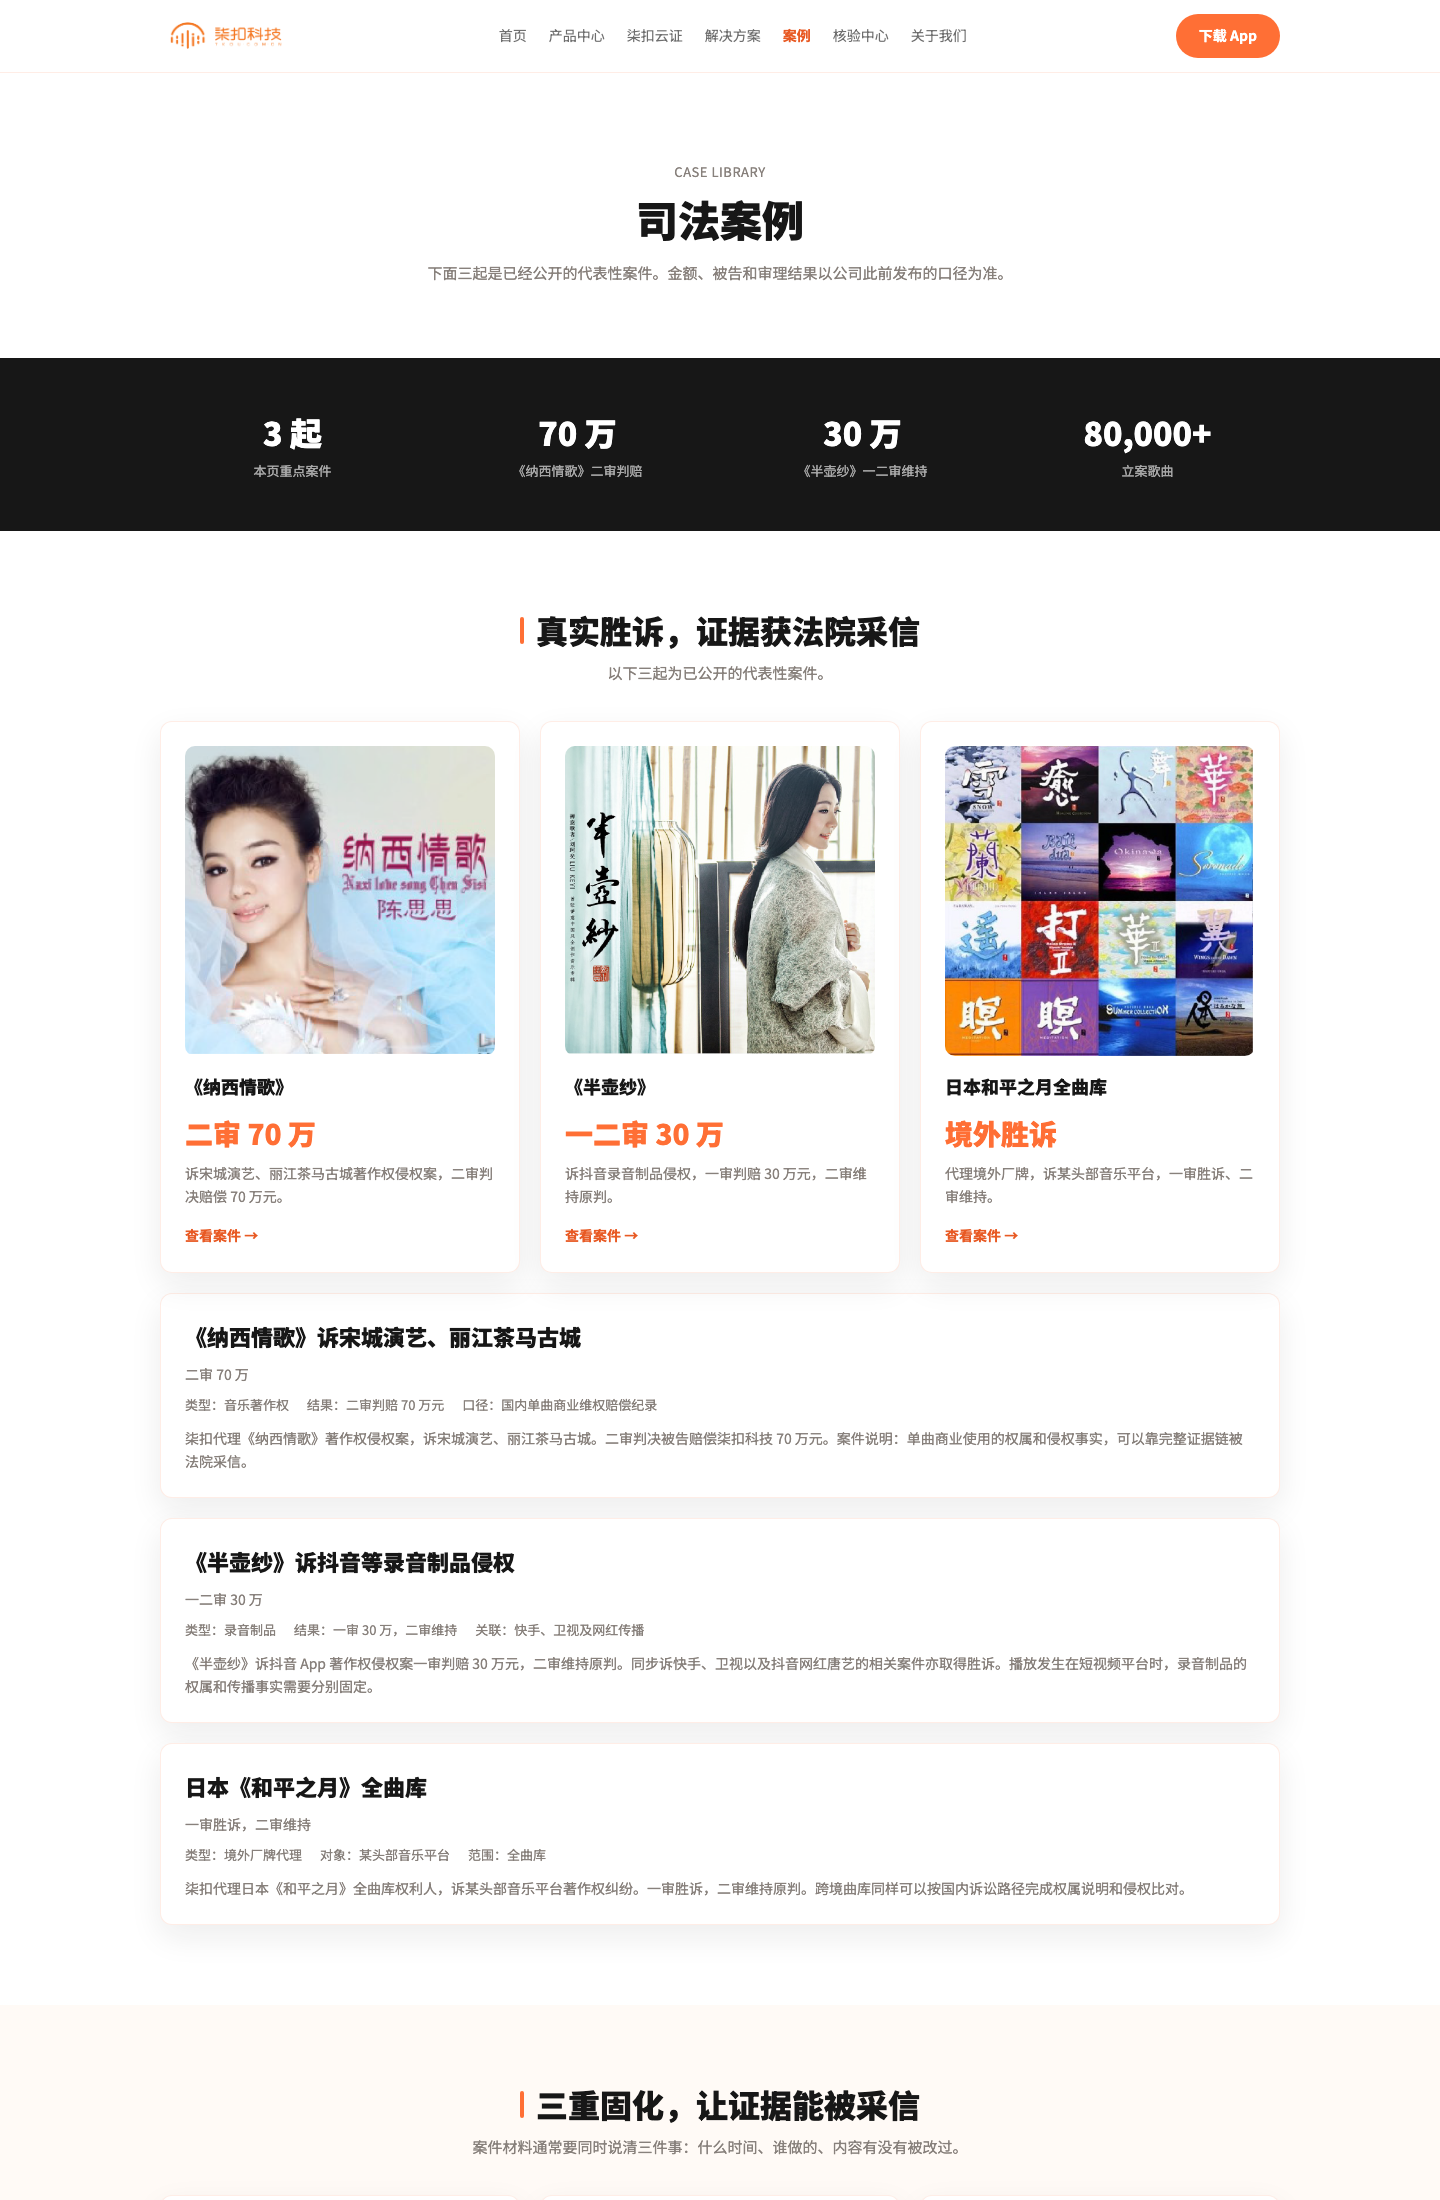 柒扣科技
首页 产品中心 柒扣云证 解决方案 案例 核验中心 关于我们
下载 App
CASE LIBRARY
司法案例
下面三起是已经公开的代表性案件。金额、被告和审理结果以公司此前发布的口径为准。
3 起
本页重点案件
70 万
《纳西情歌》二审判赔
30 万
《半壶纱》一二审维持
80,000+
立案歌曲
真实胜诉，证据获法院采信
以下三起为已公开的代表性案件。
纳西情歌
Naxi love song Chen Sisi
陈思思
《纳西情歌》
二审 70 万
诉宋城演艺、丽江茶马古城著作权侵权案，二审判
决赔偿 70 万元。
查看案件 →
半壺紗
《半壶纱》
一二审 30 万
诉抖音录音制品侵权，一审判赔 30 万元，二审维
持原判。
查看案件 →
雪 癒 華
SNOW
蘭 Okinawa Serenade
遥 打II 華II 翼
WINGS DAWN
瞑 瞑 SUMMER COLLECTION
MEDITATION MEDITATION
日本和平之月全曲库
境外胜诉
代理境外厂牌，诉某头部音乐平台，一审胜诉、二
审维持。
查看案件 →
《纳西情歌》诉宋城演艺、丽江茶马古城
二审 70 万
类型：音乐著作权 结果：二审判赔 70 万元 口径：国内单曲商业维权赔偿纪录
柒扣代理《纳西情歌》著作权侵权案，诉宋城演艺、丽江茶马古城。二审判决被告赔偿柒扣科技 70 万元。案件说明：单曲商业使用的权属和侵权事实，可以靠完整证据链被
法院采信。
《半壶纱》诉抖音等录音制品侵权
一二审 30 万
类型：录音制品 结果：一审 30 万，二审维持 关联：快手、卫视及网红传播
《半壶纱》诉抖音 App 著作权侵权案一审判赔 30 万元，二审维持原判。同步诉快手、卫视以及抖音网红唐艺的相关案件亦取得胜诉。播放发生在短视频平台时，录音制品的
权属和传播事实需要分别固定。
日本《和平之月》全曲库
一审胜诉，二审维持
类型：境外厂牌代理 对象：某头部音乐平台 范围：全曲库
柒扣代理日本《和平之月》全曲库权利人，诉某头部音乐平台著作权纠纷。一审胜诉，二审维持原判。跨境曲库同样可以按国内诉讼路径完成权属说明和侵权比对。
三重固化，让证据能被采信
案件材料通常要同时说清三件事：什么时间、谁做的、内容有没有被改过。